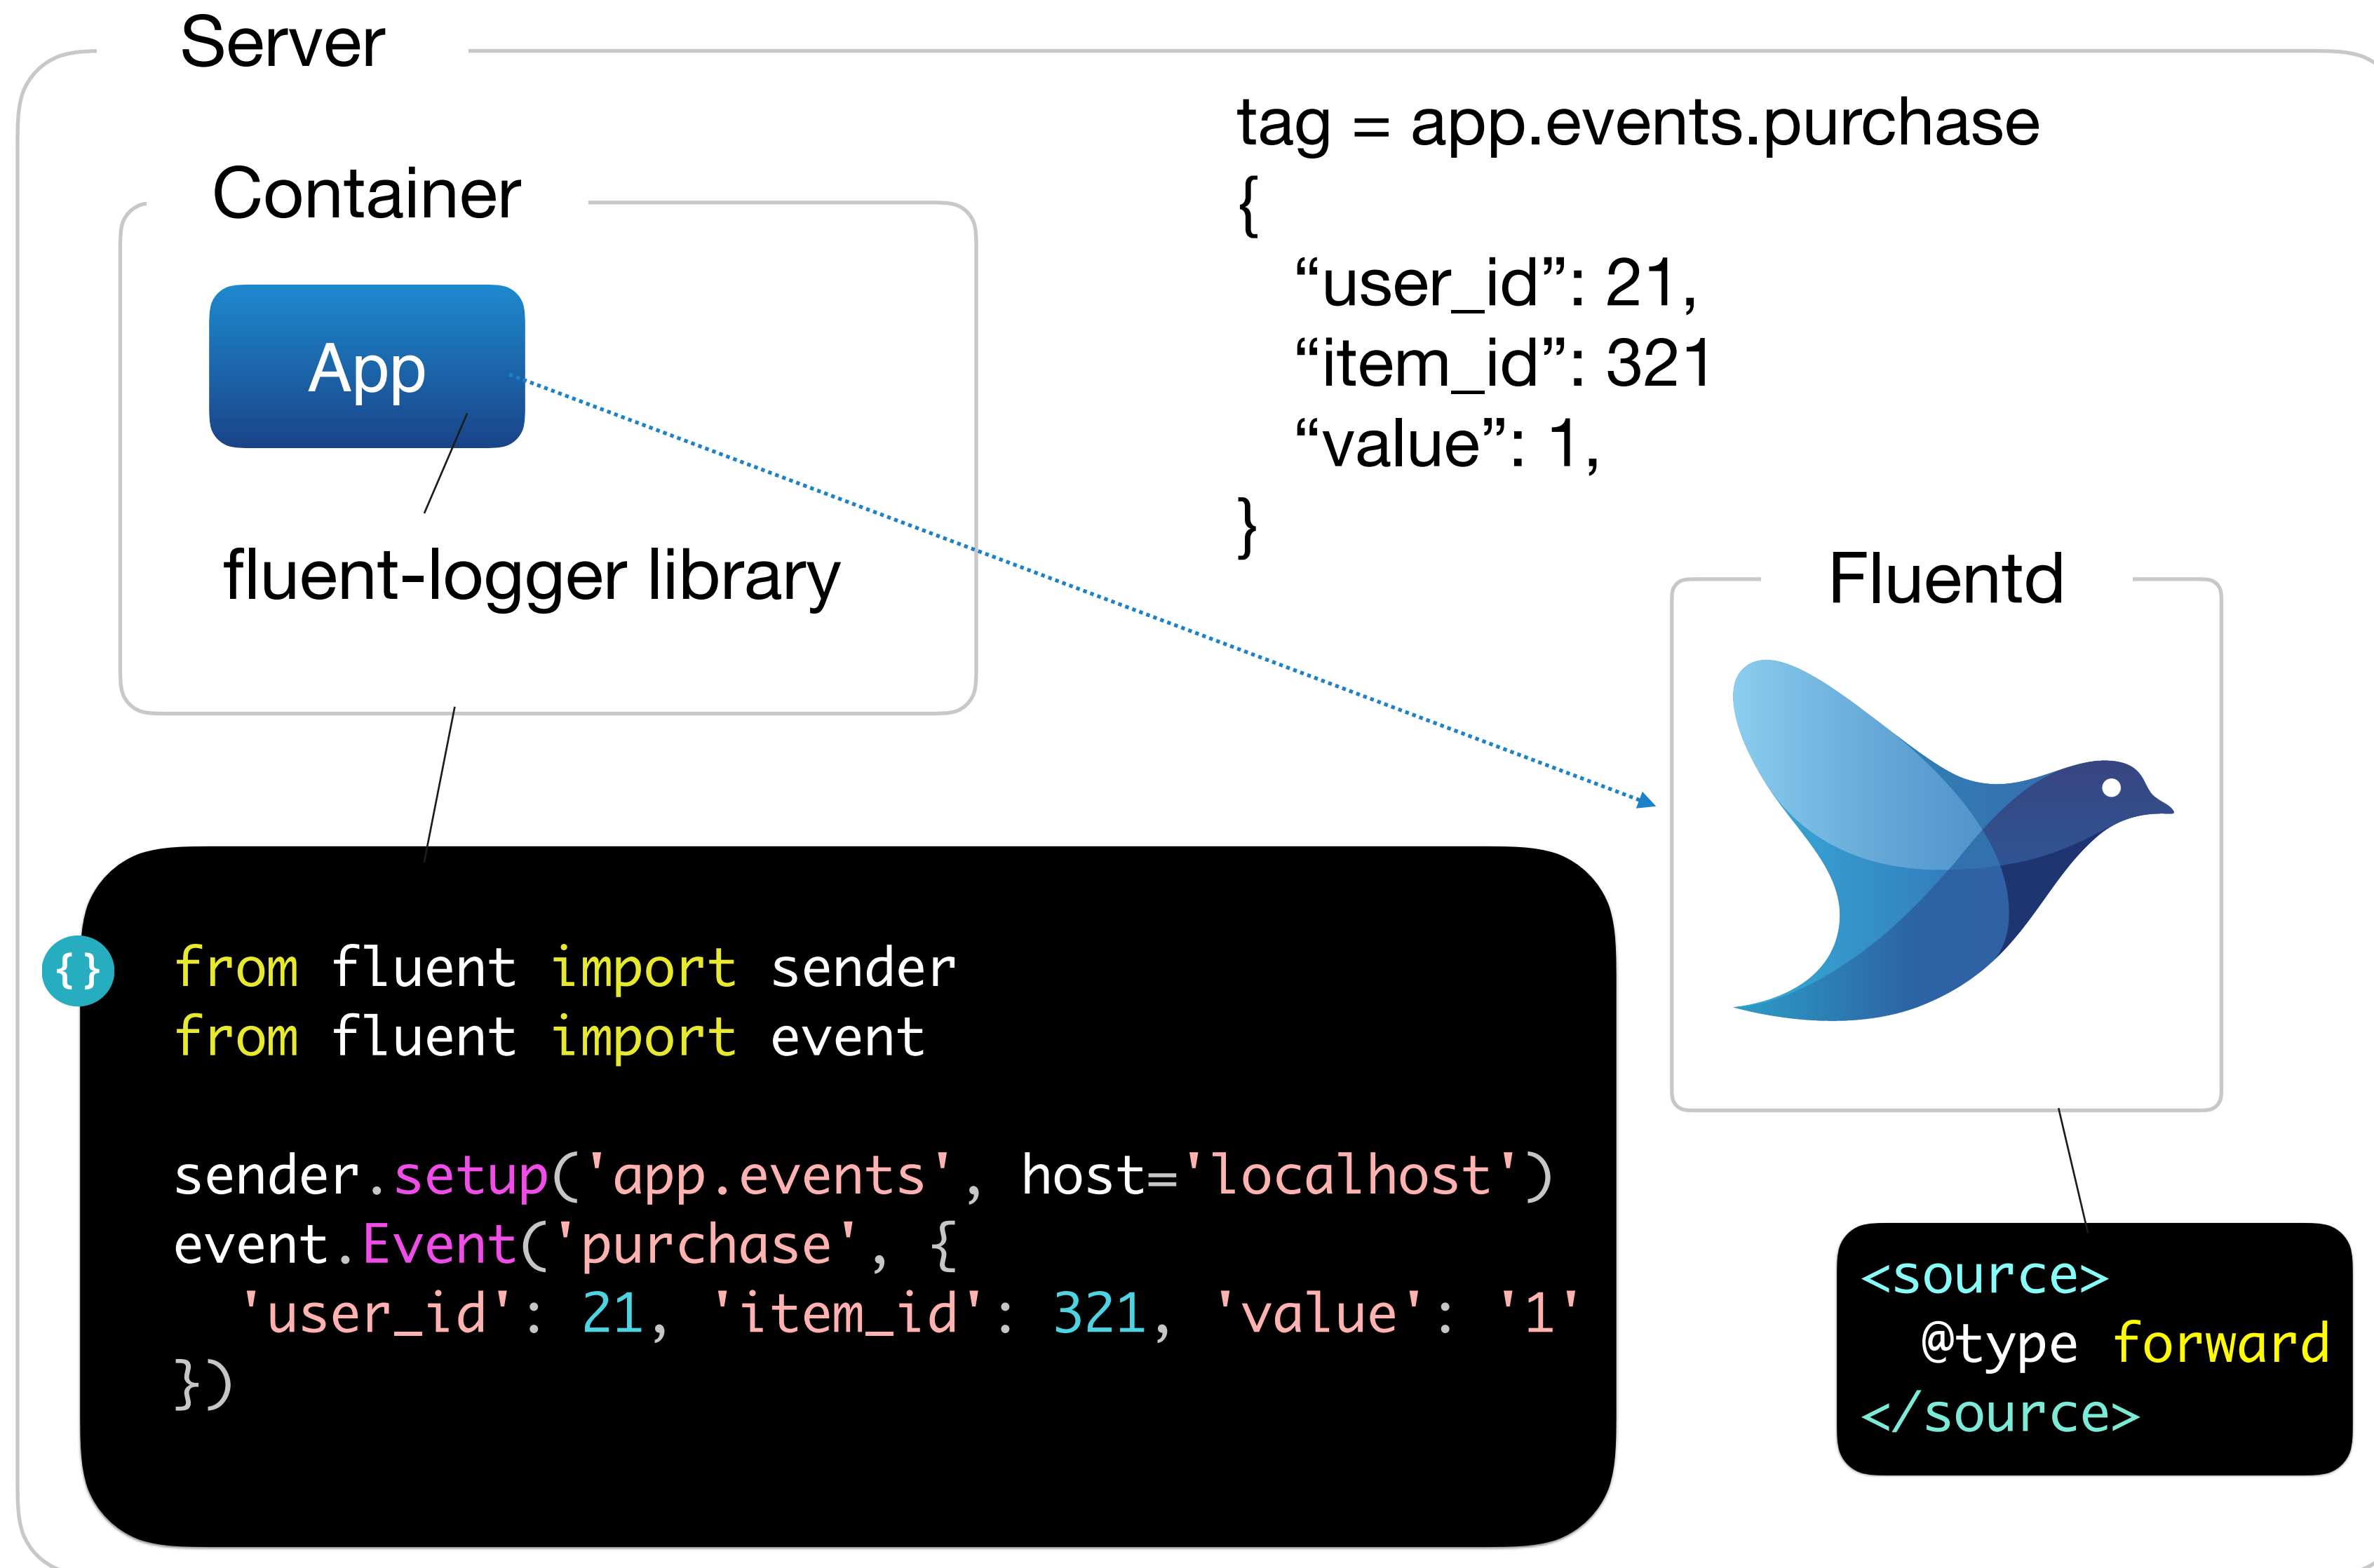 Server
Container
App
fluent-logger library
tag = app.events.purchase
{
“user_id”: 21,
“item_id”: 321
“value”: 1,
}
Fluentd
{}
from fluent import sender
from fluent import event
sender.setup('app.events', host='localhost')
event.Event('purchase', {
'user_id': 21, 'item_id': 321, 'value': '1'
})
<source>
@type forward
</source>